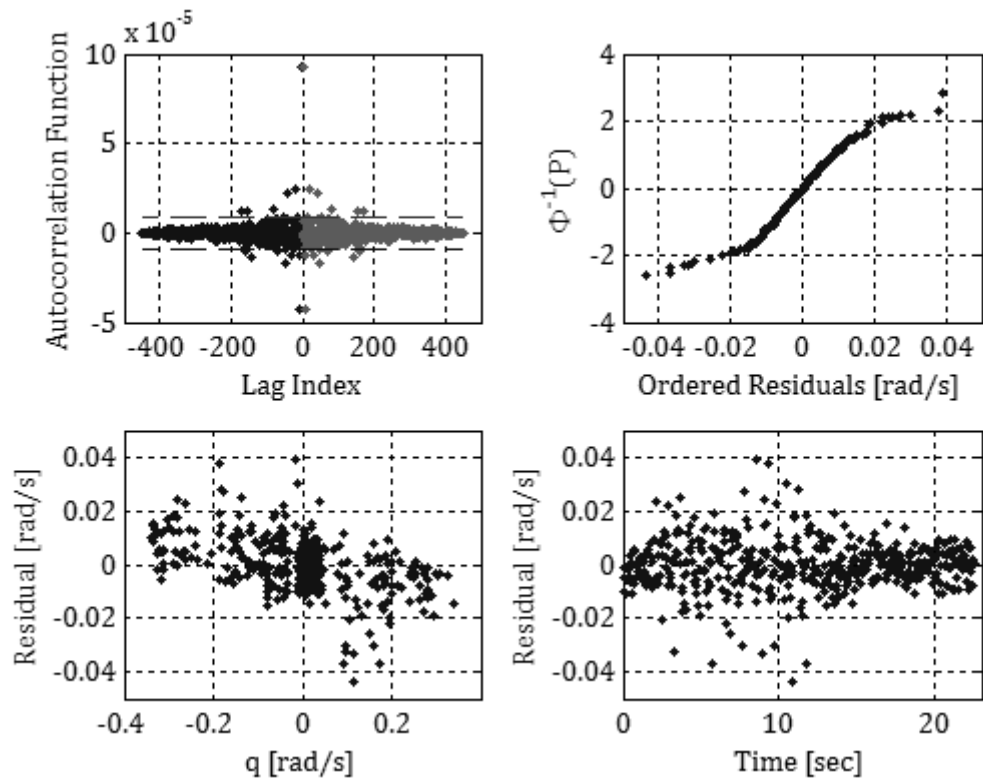 x 10⁻⁵
10
5
0
-5
-400 -200 0 200 400
Autocorrelation Function
Lag Index
4
2
0
-2
-4
-0.04 -0.02 0 0.02 0.04
Φ⁻¹(P)
Ordered Residuals [rad/s]
0.04
0.02
0
-0.02
-0.04
-0.4 -0.2 0 0.2
Residual [rad/s]
q [rad/s]
0.04
0.02
0
-0.02
-0.04
0 10 20
Residual [rad/s]
Time [sec]